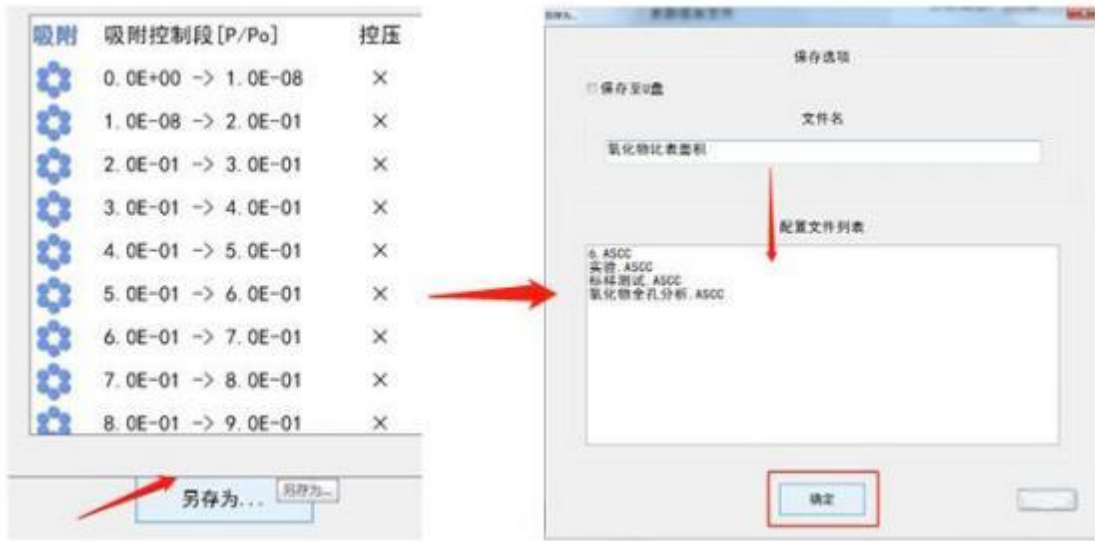 吸附 吸附控制段[P/Po] 控压
0.0E+00 -> 1.0E-08 ×
1.0E-08 -> 2.0E-01 ×
2.0E-01 -> 3.0E-01 ×
3.0E-01 -> 4.0E-01 ×
4.0E-01 -> 5.0E-01 ×
5.0E-01 -> 6.0E-01 ×
6.0E-01 -> 7.0E-01 ×
7.0E-01 -> 8.0E-01 ×
8.0E-01 -> 9.0E-01 ×
另存为...
另存为...
保存选项
保存至U盘
文件名
氧化物比表面积
配置文件列表
6.ASCC
实验.ASCC
标样测试.ASCC
氧化物全孔分析.ASCC
确定